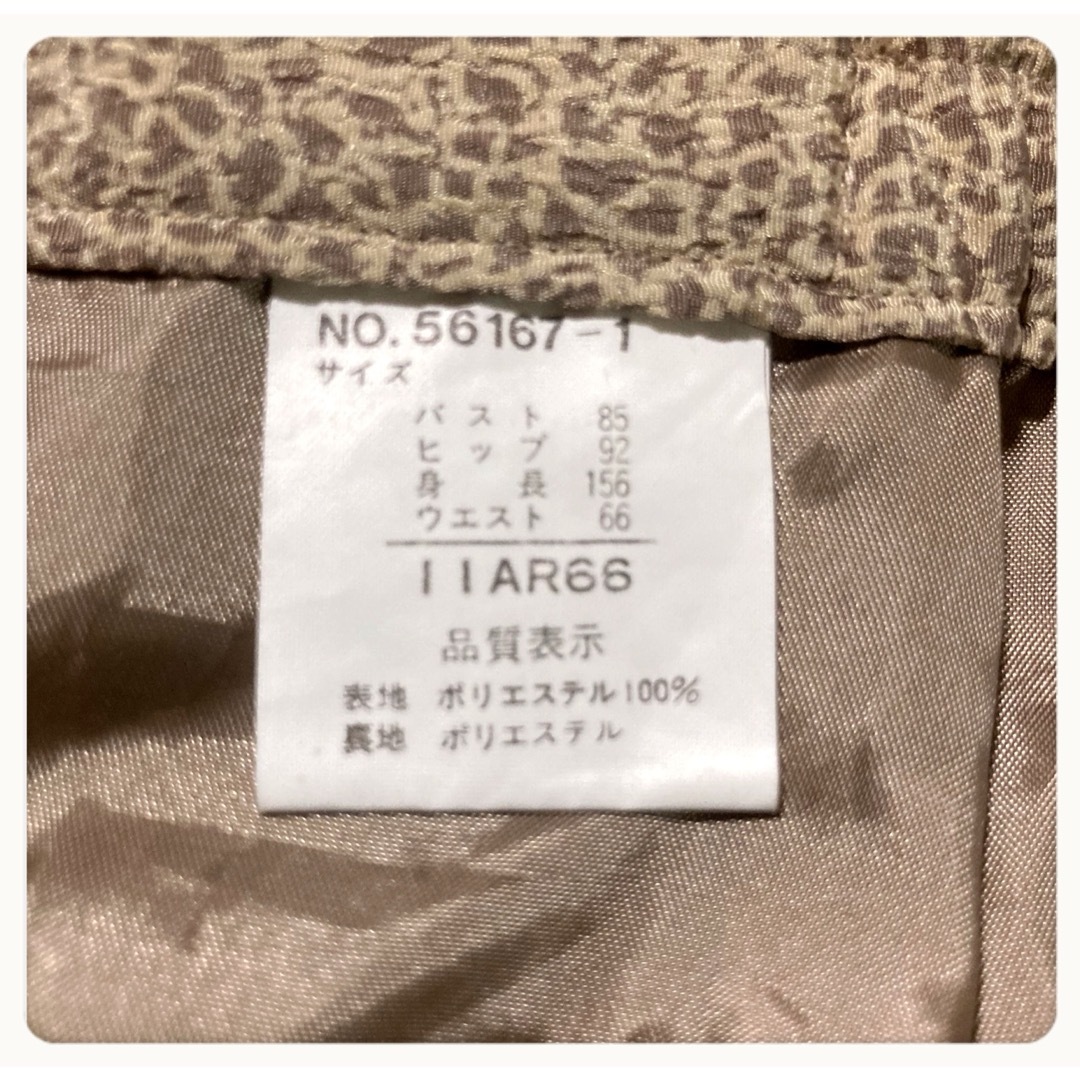 NO. 56167-1
サイズ
バスト 85
ヒップ 92
身長 156
ウエスト 66
11AR66
品質表示
表地 ポリエステル100%
裏地 ポリエステル